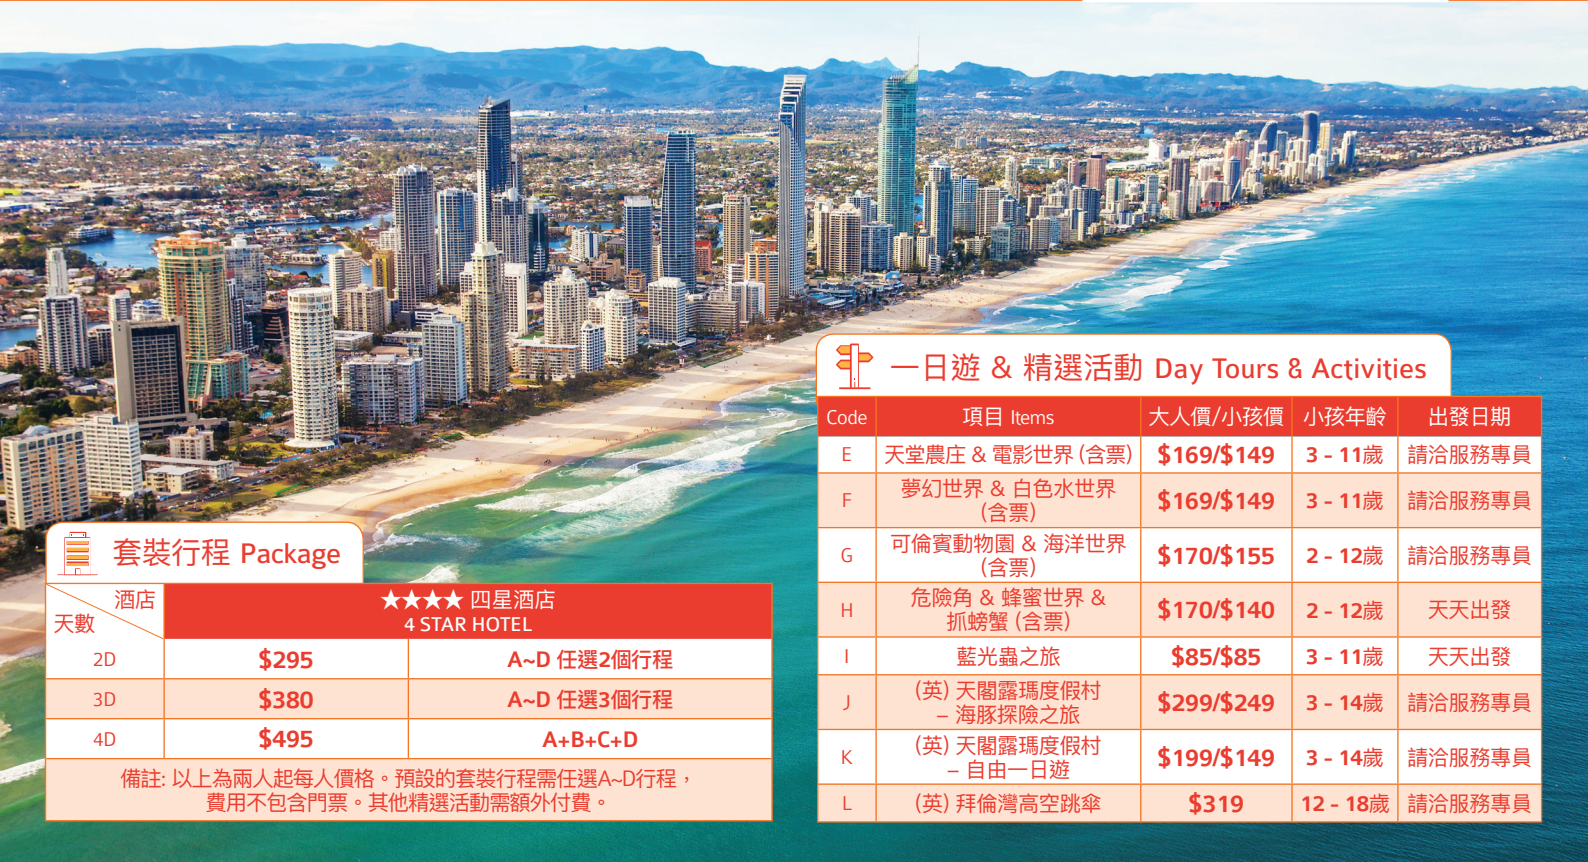 套裝行程 Package
酒店
天數
★★★★ 四星酒店
4 STAR HOTEL
2D $295 A~D 任選2個行程
3D $380 A~D 任選3個行程
4D $495 A+B+C+D
備註: 以上為兩人起每人價格。預設的套裝行程需任選A~D行程，
費用不包含門票。其他精選活動需額外付費。
一日遊 & 精選活動 Day Tours & Activities
Code 項目 Items 大人價/小孩價 小孩年齡 出發日期
E 天堂農庄 & 電影世界 (含票) $169/$149 3 - 11歲 請洽服務專員
F 夢幻世界 & 白色水世界
(含票) $169/$149 3 - 11歲 請洽服務專員
G 可倫賓動物園 & 海洋世界
(含票) $170/$155 2 - 12歲 請洽服務專員
H 危險角 & 蜂蜜世界 &
抓螃蟹 (含票) $170/$140 2 - 12歲 天天出發
I 藍光蟲之旅 $85/$85 3 - 11歲 天天出發
J (英) 天閣露瑪度假村
– 海豚探險之旅 $299/$249 3 - 14歲 請洽服務專員
K (英) 天閣露瑪度假村
– 自由一日遊 $199/$149 3 - 14歲 請洽服務專員
L (英) 拜倫灣高空跳傘 $319 12 - 18歲 請洽服務專員